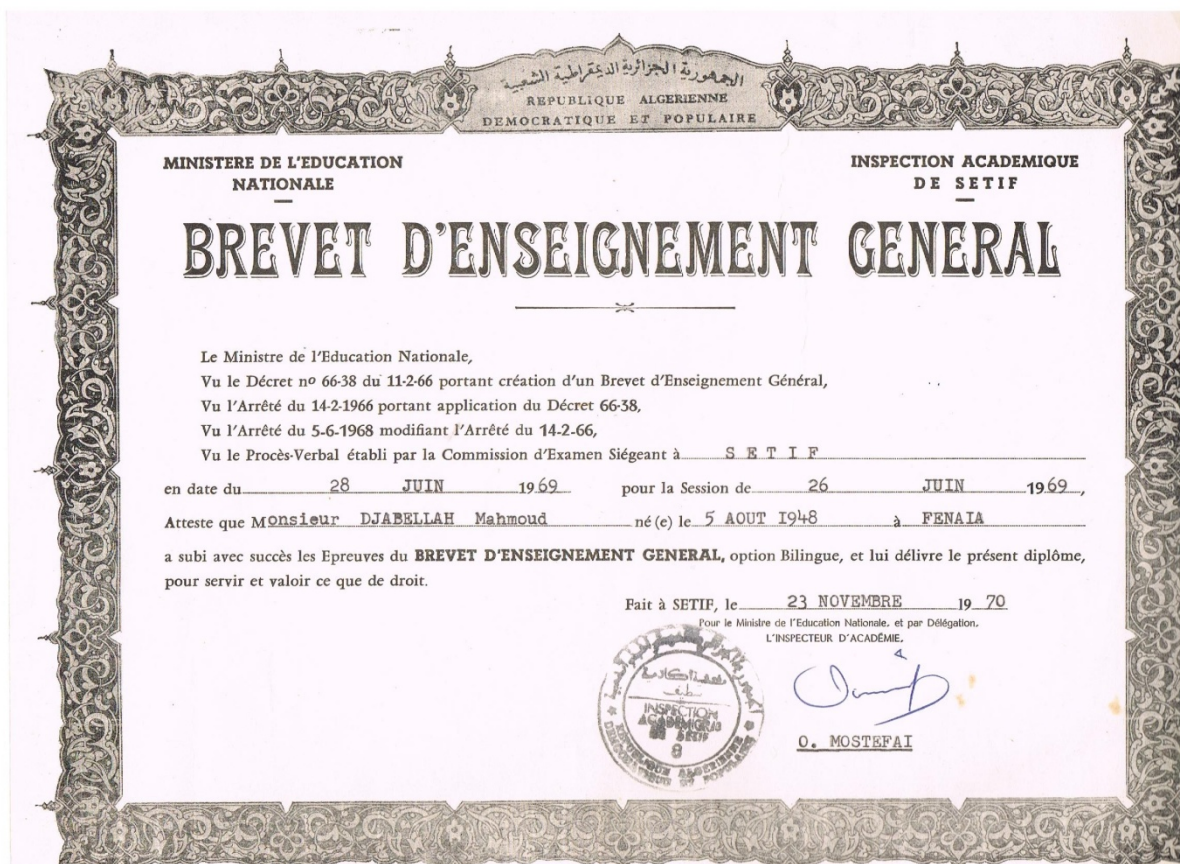 الجمهورية الجزائرية الديمقراطية الشعبية
REPUBLIQUE ALGERIENNE
DEMOCRATIQUE ET POPULAIRE
MINISTERE DE L'EDUCATION
NATIONALE
INSPECTION ACADEMIQUE
DE SETIF
BREVET D'ENSEIGNEMENT GENERAL
Le Ministre de l'Education Nationale,
Vu le Décret nº 66-38 du 11-2-66 portant création d'un Brevet d'Enseignement Général,
Vu l'Arrêté du 14-2-1966 portant application du Décret 66-38,
Vu l'Arrêté du 5-6-1968 modifiant l'Arrêté du 14-2-66,
Vu le Procès-Verbal établi par la Commission d'Examen Siégeant à SETIF
en date du 28 JUIN 1969 pour la Session de 26 JUIN 1969,
Atteste que Monsieur DJABELLAH Mahmoud né (e) le 5 AOUT I948 à FENAIA
a subi avec succès les Epreuves du BREVET D'ENSEIGNEMENT GENERAL, option Bilingue, et lui délivre le présent diplôme,
pour servir et valoir ce que de droit.
Fait à SETIF, le 23 NOVEMBRE 19 70
Pour le Ministre de l'Education Nationale. et par Délégation.
L'INSPECTEUR D'ACADÉMIE.
INSPECTION
DE SETIF
8
O. MOSTEFAI